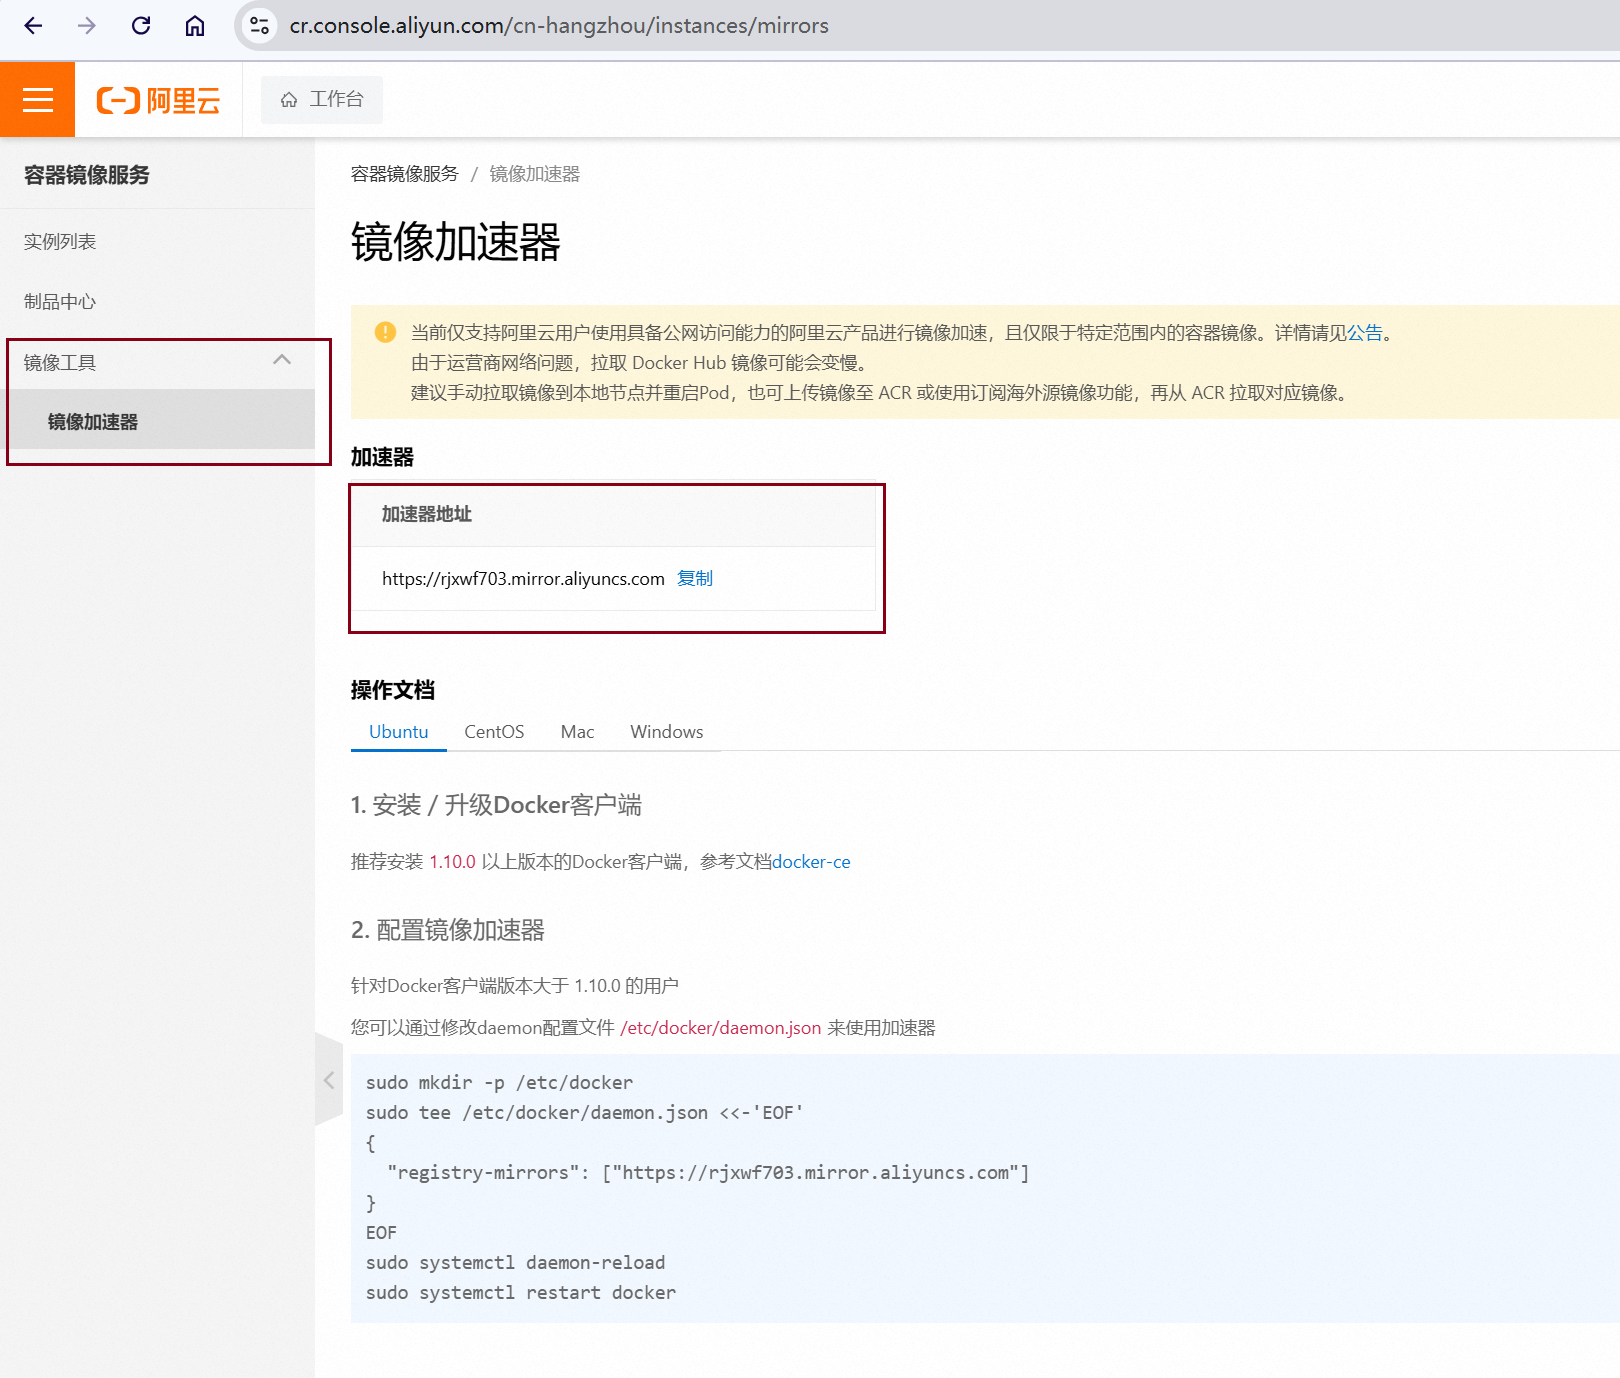 cr.console.aliyun.com/cn-hangzhou/instances/mirrors
阿里云
工作台
容器镜像服务
实例列表
制品中心
镜像工具
镜像加速器
容器镜像服务 / 镜像加速器
镜像加速器
当前仅支持阿里云用户使用具备公网访问能力的阿里云产品进行镜像加速，且仅限于特定范围内的容器镜像。详情请见公告。
由于运营商网络问题，拉取 Docker Hub 镜像可能会变慢。
建议手动拉取镜像到本地节点并重启Pod，也可上传镜像至 ACR 或使用订阅海外源镜像功能，再从 ACR 拉取对应镜像。
加速器
加速器地址
https://rjxwf703.mirror.aliyuncs.com 复制
操作文档
Ubuntu CentOS Mac Windows
1. 安装 / 升级Docker客户端
推荐安装 1.10.0 以上版本的Docker客户端，参考文档docker-ce
2. 配置镜像加速器
针对Docker客户端版本大于 1.10.0 的用户
您可以通过修改daemon配置文件 /etc/docker/daemon.json 来使用加速器
sudo mkdir -p /etc/docker
sudo tee /etc/docker/daemon.json <<-'EOF'
{
  "registry-mirrors": ["https://rjxwf703.mirror.aliyuncs.com"]
}
EOF
sudo systemctl daemon-reload
sudo systemctl restart docker